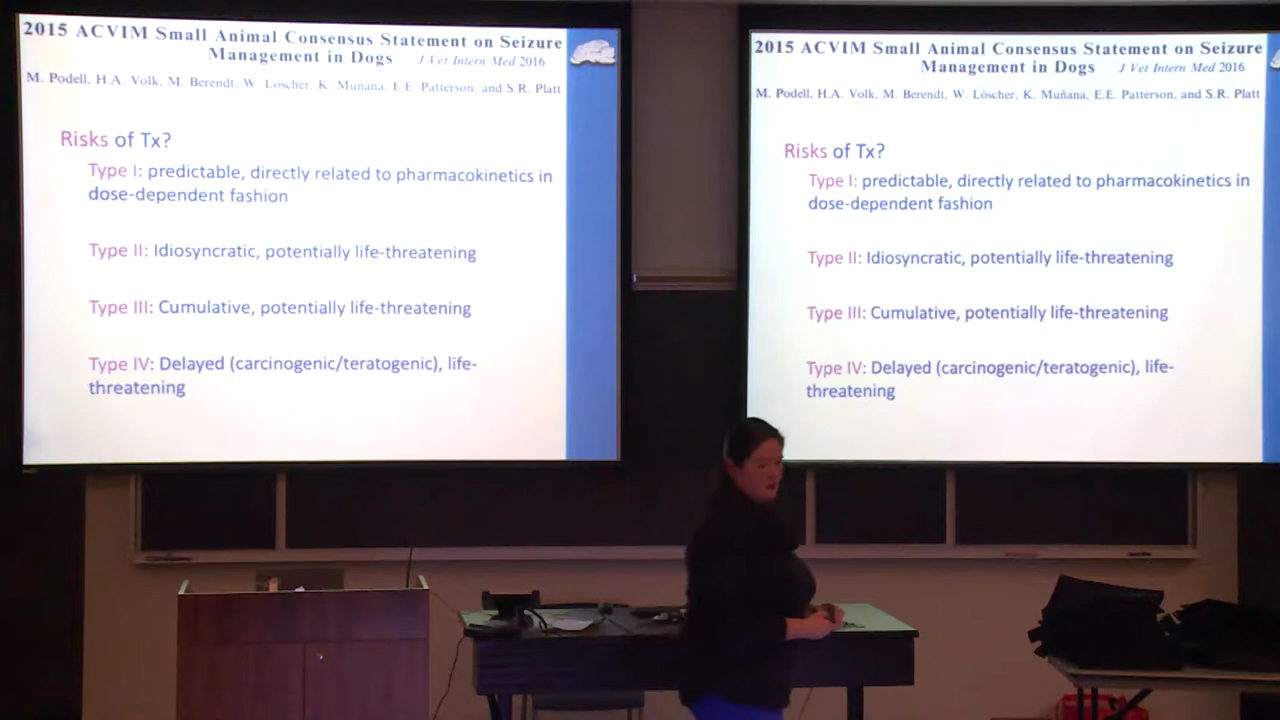 2015 ACVIM Small Animal Consensus Statement on Seizure
Management in Dogs J Vet Intern Med 2016
M. Podell, H.A. Volk, M. Berendt, W. Löscher, K. Muñana, E.E. Patterson, and S.R. Platt
Risks of Tx?
Type I: predictable, directly related to pharmacokinetics in
dose-dependent fashion
Type II: Idiosyncratic, potentially life-threatening
Type III: Cumulative, potentially life-threatening
Type IV: Delayed (carcinogenic/teratogenic), life-
threatening
2015 ACVIM Small Animal Consensus Statement on Seizure
Management in Dogs J Vet Intern Med 2016
M. Podell, H.A. Volk, M. Berendt, W. Löscher, K. Muñana, E.E. Patterson, and S.R. Platt
Risks of Tx?
Type I: predictable, directly related to pharmacokinetics in
dose-dependent fashion
Type II: Idiosyncratic, potentially life-threatening
Type III: Cumulative, potentially life-threatening
Type IV: Delayed (carcinogenic/teratogenic), life-
threatening